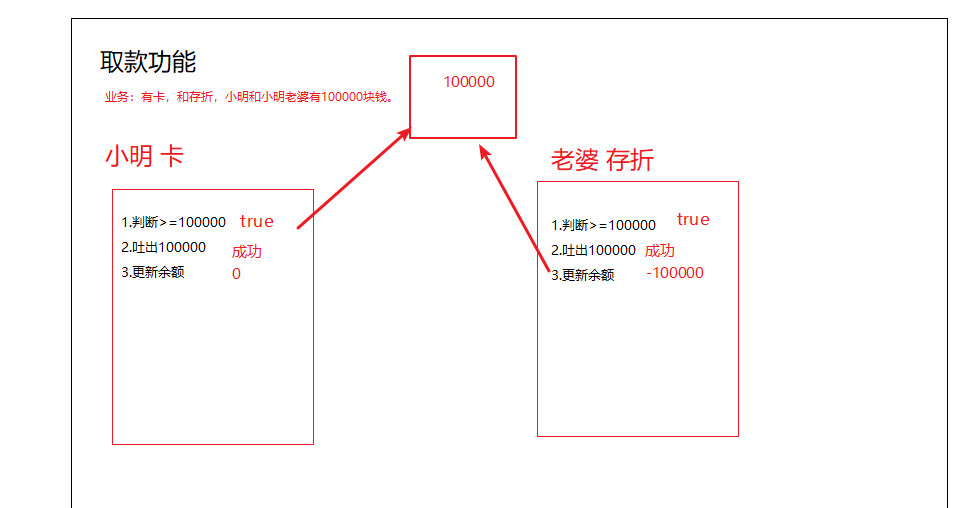 取款功能
业务：有卡，和存折，小明和小明老婆有100000块钱。
100000
小明 卡
1.判断>=100000 true
2.吐出100000 成功
3.更新余额 0
老婆 存折
1.判断>=100000 true
2.吐出100000 成功
3.更新余额 -100000